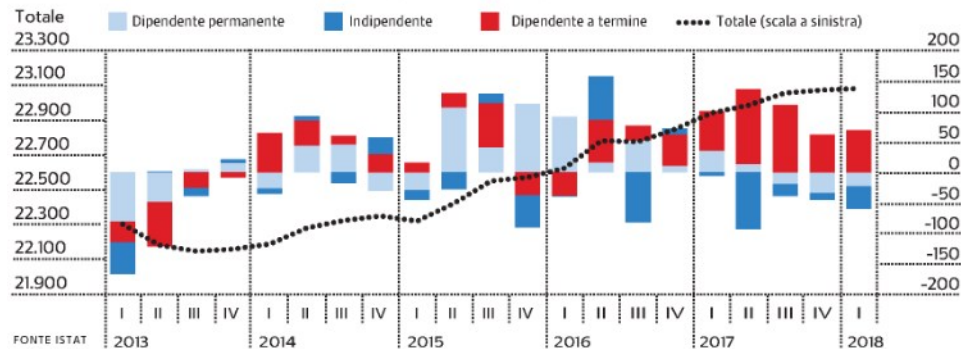 Dipendente permanente Indipendente Dipendente a termine Totale (scala a sinistra)
Totale
23.300 200
23.100 150
22.900 100
22.700 50
22.500 0
22.300 -50
22.100 -100
21.900 -150
-200
I II III IV I II III IV I II III IV I II III IV I II III IV I
FONTE ISTAT 2013 2014 2015 2016 2017 2018